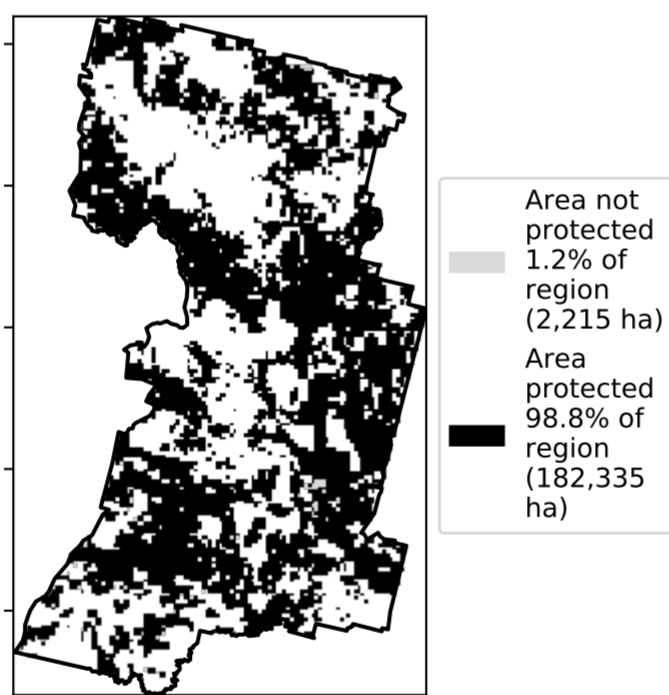 Area not
protected
1.2% of
region
(2,215 ha)
Area
protected
98.8% of
region
(182,335
ha)